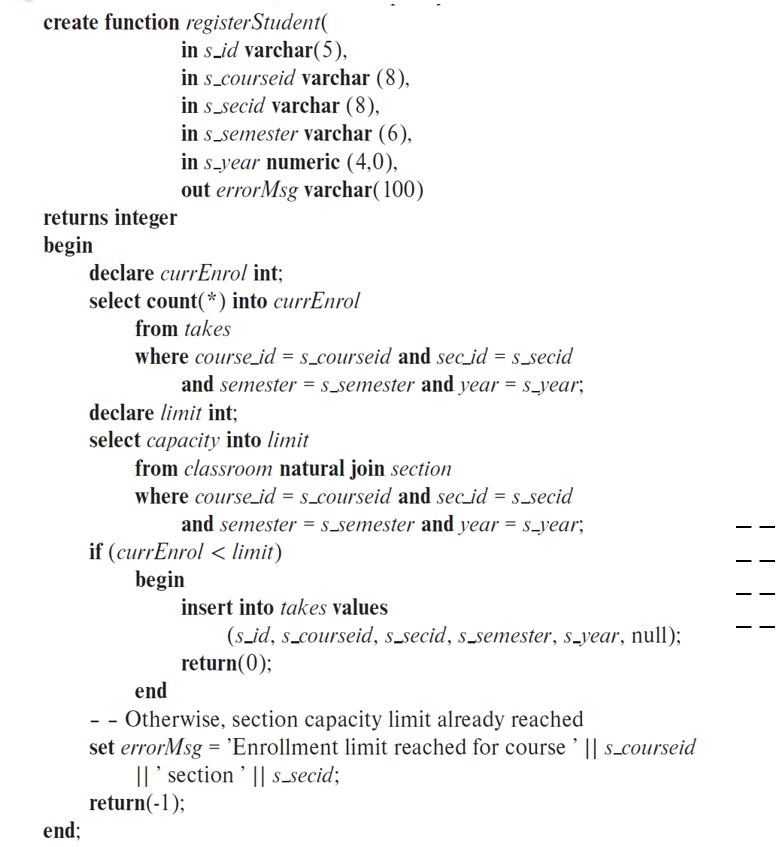 create function registerStudent(
in s_id varchar(5),
in s_courseid varchar (8),
in s_secid varchar (8),
in s_semester varchar (6),
in s_year numeric (4,0),
out errorMsg varchar(100)
returns integer
begin
declare currEnrol int;
select count(*) into currEnrol
from takes
where course_id = s_courseid and sec_id = s_secid
and semester = s_semester and year = s_year;
declare limit int;
select capacity into limit
from classroom natural join section
where course_id = s_courseid and sec_id = s_secid
and semester = s_semester and year = s_year;
if (currEnrol < limit)
begin
insert into takes values
(s_id, s_courseid, s_secid, s_semester, s_year, null);
return(0);
end
– – Otherwise, section capacity limit already reached
set errorMsg = ’Enrollment limit reached for course ’ || s_courseid
|| ’ section ’ || s_secid;
return(-1);
end;